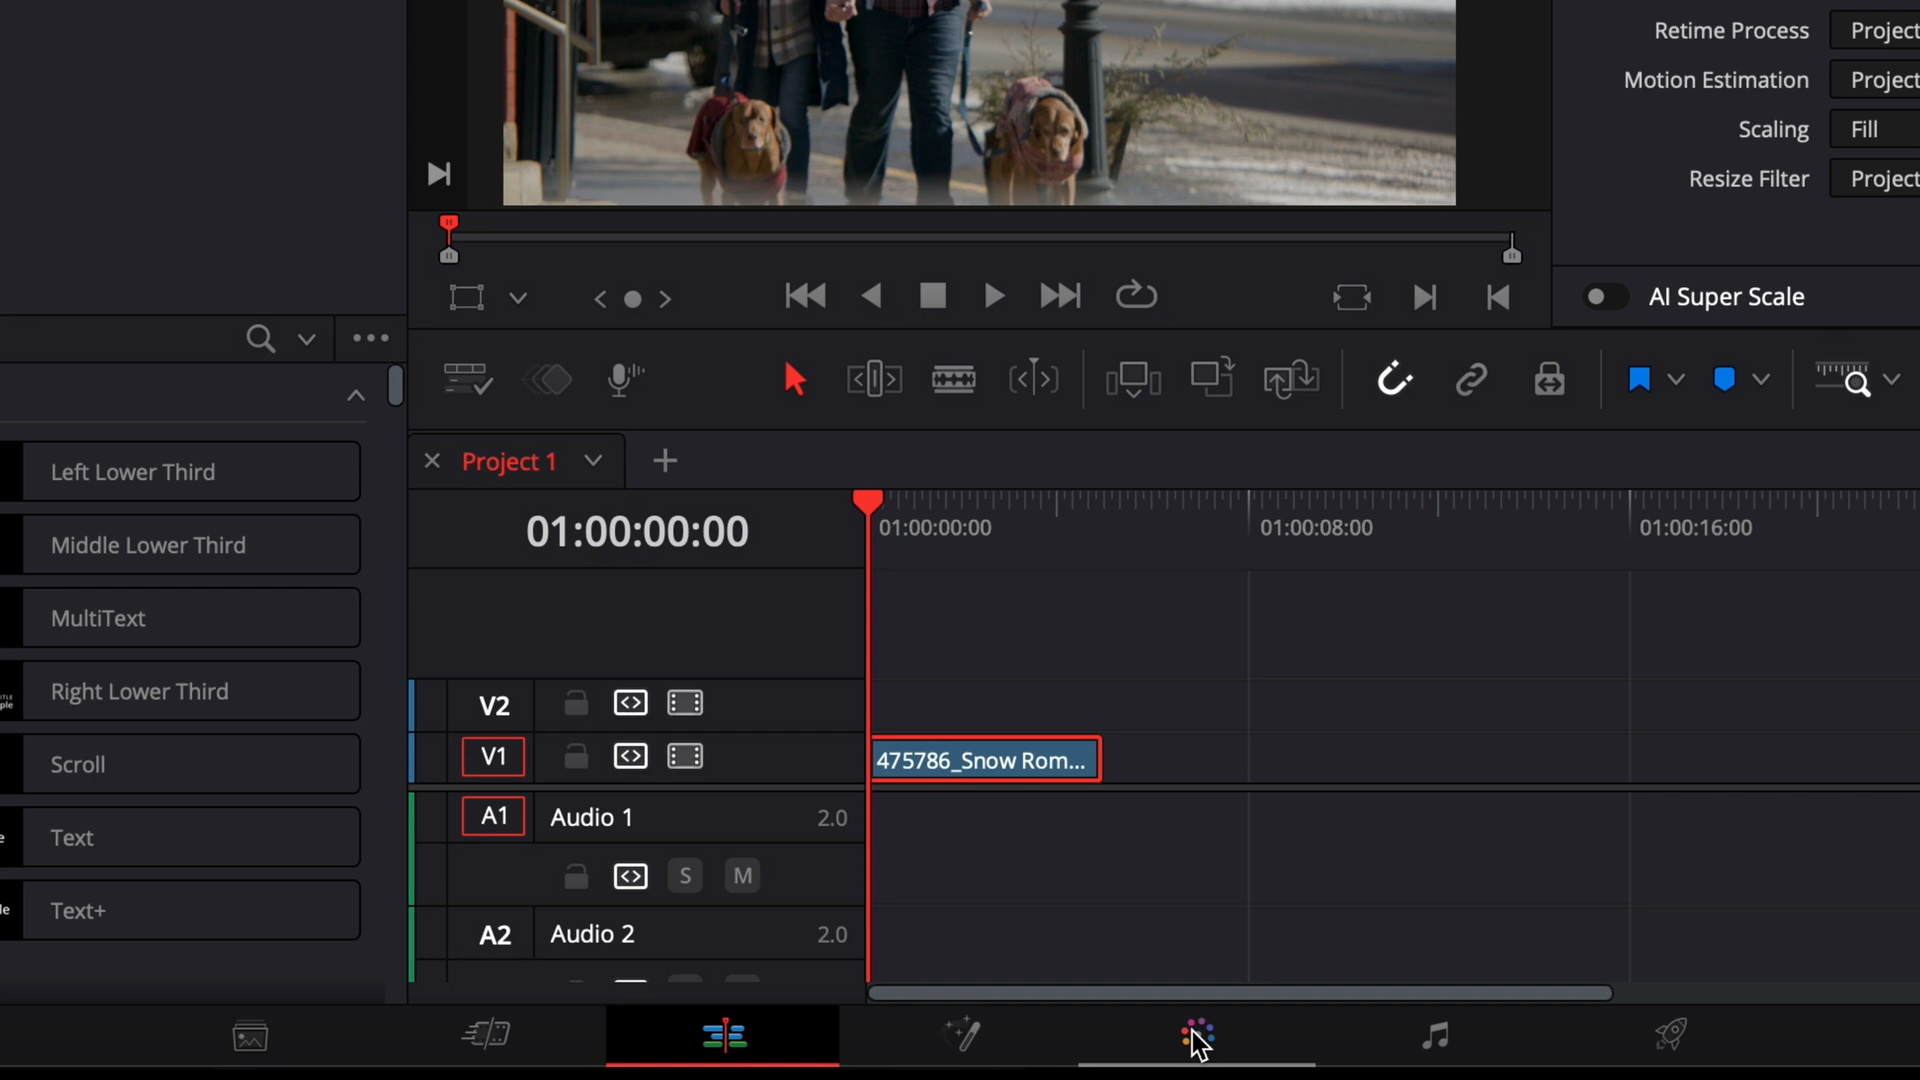 Retime Process
Project
Motion Estimation
Project
Scaling
Fill
Resize Filter
Project
AI Super Scale
Left Lower Third
Middle Lower Third
MultiText
Right Lower Third
Scroll
Text
Text+
Project 1
01:00:00:00
01:00:00:00
01:00:08:00
01:00:16:00
V2
V1
475786_Snow Rom...
A1
Audio 1
2.0
S
M
A2
Audio 2
2.0